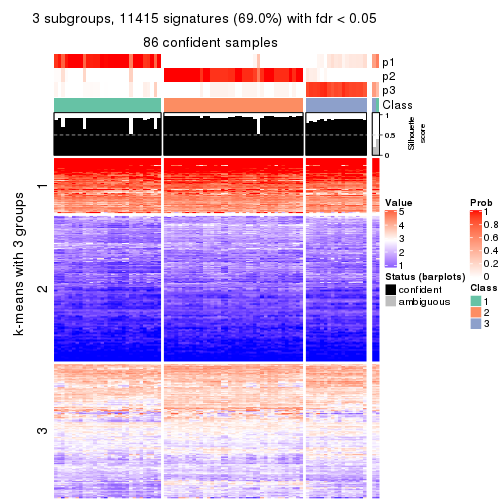 3 subgroups, 11415 signatures (69.0%) with fdr < 0.05
86 confident samples
p1
p2
p3
Class
1
0.5
0
Silhouette
score
k-means with 3 groups
1
2
3
Value
5
4
3
2
1
Status (barplots)
confident
ambiguous
Prob
1
0.8
0.6
0.4
0.2
0
Class
1
2
3